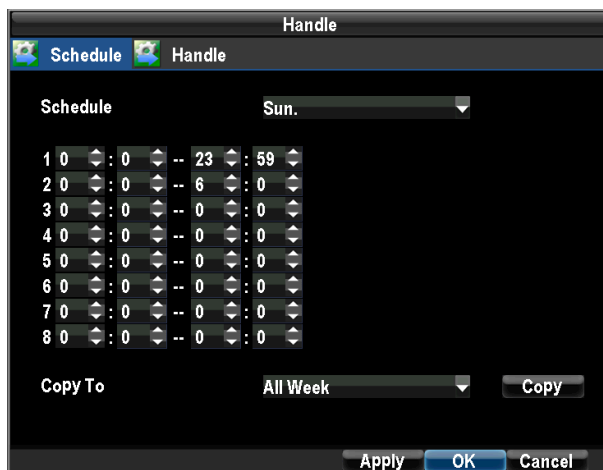 Handle
Schedule Handle
Schedule Sun.
1 0 : 0 -- 23 : 59
2 0 : 0 -- 6 : 0
3 0 : 0 -- 0 : 0
4 0 : 0 -- 0 : 0
5 0 : 0 -- 0 : 0
6 0 : 0 -- 0 : 0
7 0 : 0 -- 0 : 0
8 0 : 0 -- 0 : 0
Copy To All Week Copy
Apply OK Cancel